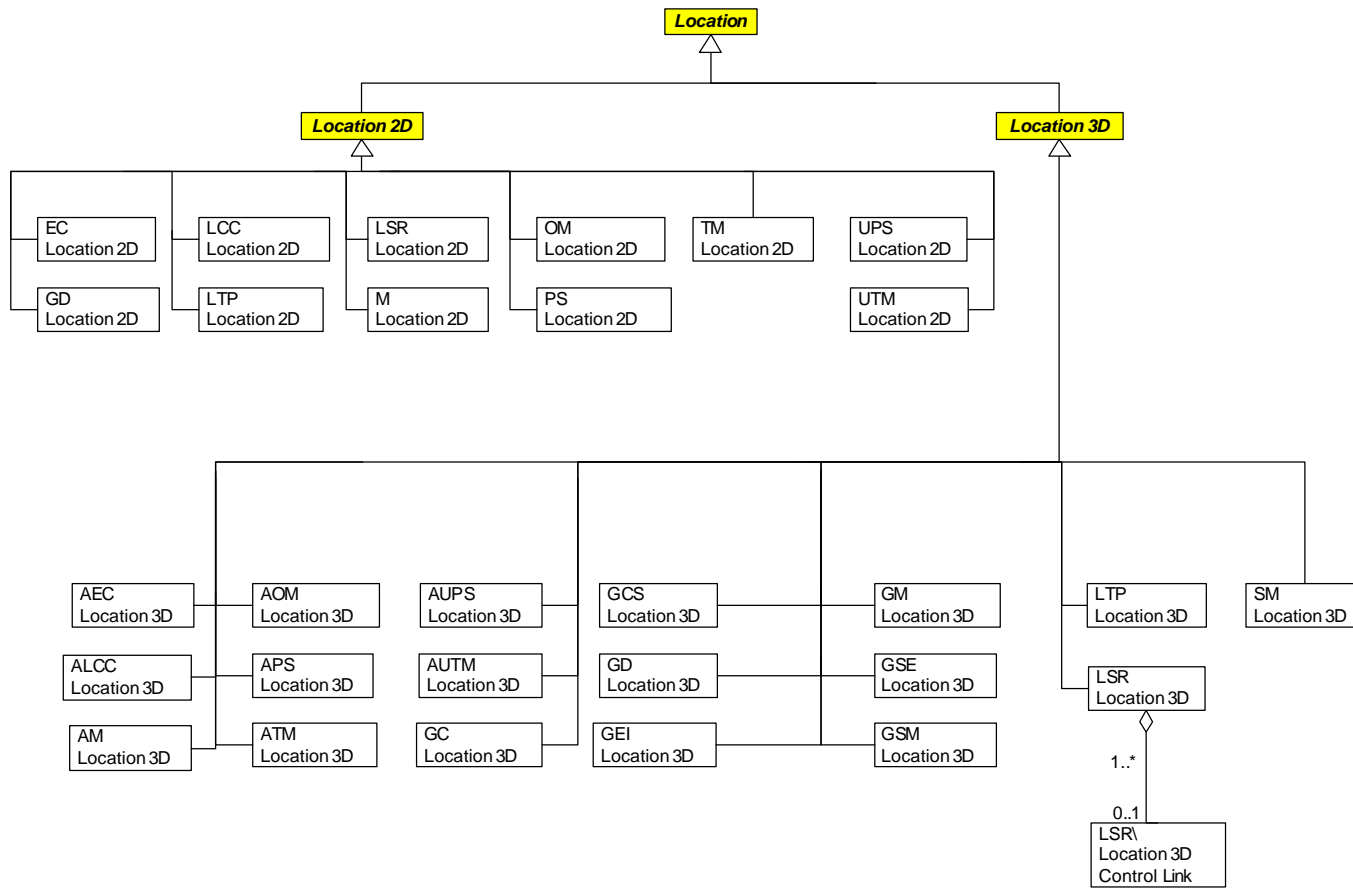 Location
Location 2D
Location 3D
EC
Location 2D
LCC
Location 2D
LSR
Location 2D
OM
Location 2D
TM
Location 2D
UPS
Location 2D
GD
Location 2D
LTP
Location 2D
M
Location 2D
PS
Location 2D
UTM
Location 2D
AEC
Location 3D
AOM
Location 3D
AUPS
Location 3D
GCS
Location 3D
GM
Location 3D
LTP
Location 3D
SM
Location 3D
ALCC
Location 3D
APS
Location 3D
AUTM
Location 3D
GD
Location 3D
GSE
Location 3D
LSR
Location 3D
AM
Location 3D
ATM
Location 3D
GC
Location 3D
GEI
Location 3D
GSM
Location 3D
1..*
0..1
LSR\
Location 3D
Control Link